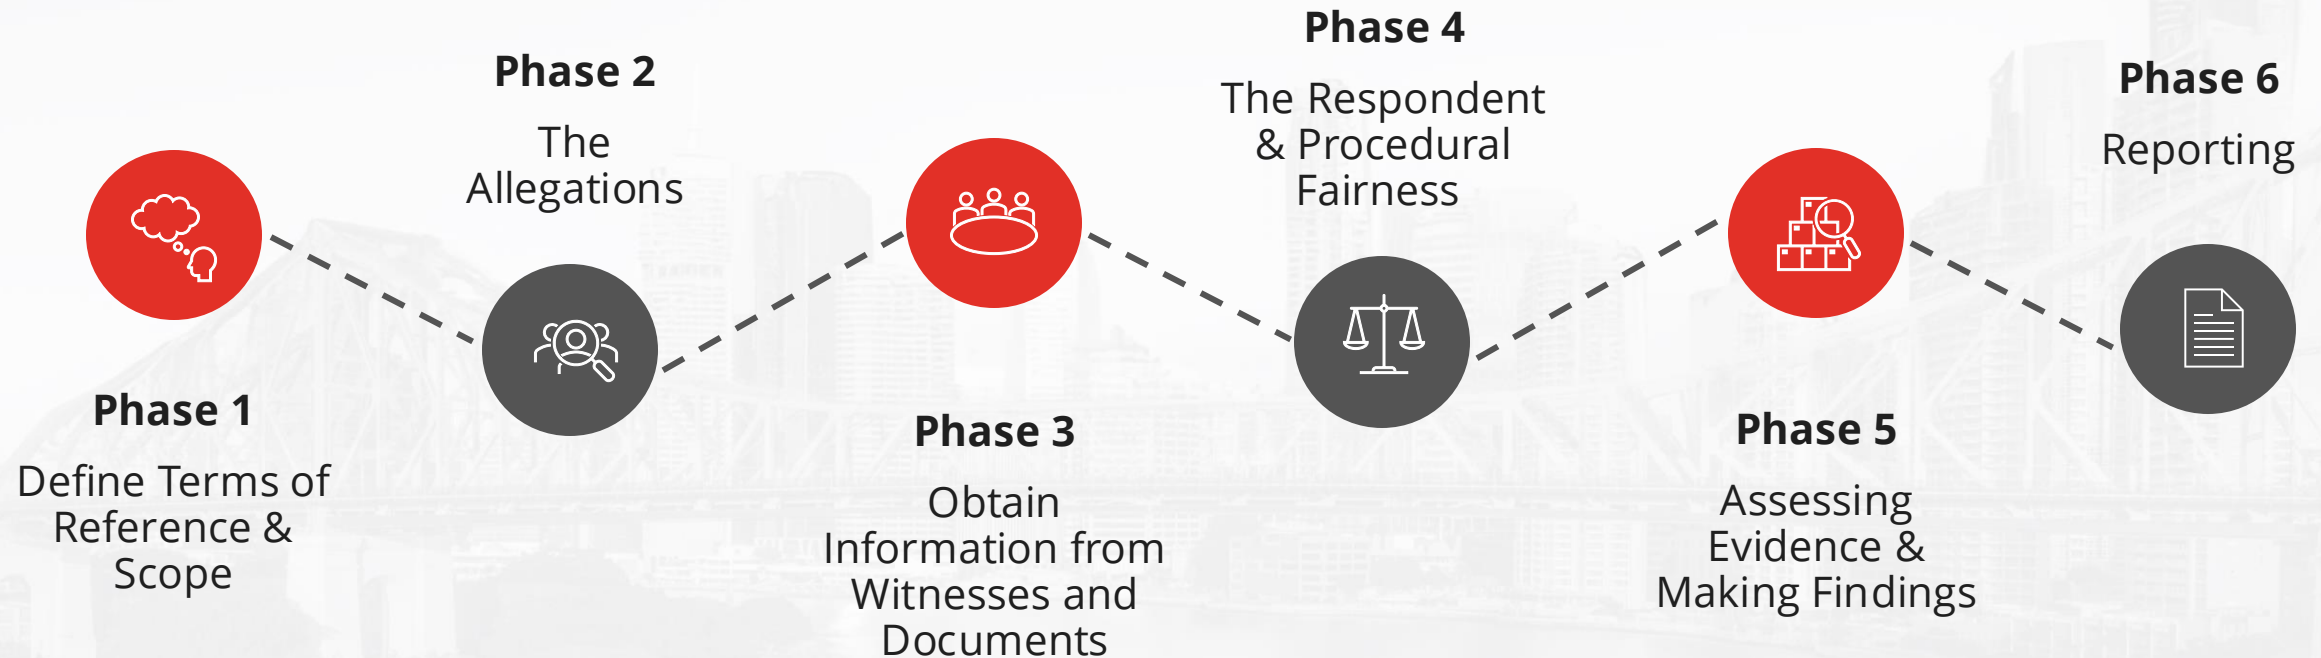 Phase 1
Define Terms of
Reference &
Scope
Phase 2
The
Allegations
Phase 3
Obtain
Information from
Witnesses and
Documents
Phase 4
The Respondent
& Procedural
Fairness
Phase 5
Assessing
Evidence &
Making Findings
Phase 6
Reporting